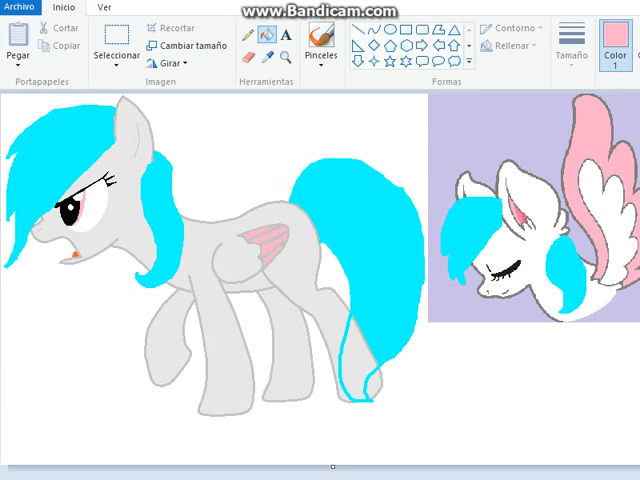 www.Bandicam.com
Archivo Inicio Ver
Pegar
Cortar
Copiar
Portapapeles
Seleccionar
Recortar
Cambiar tamaño
Girar
Imagen
A
Herramientas
Pinceles
Contorno
Rellenar
Formas
Tamaño
Color
1